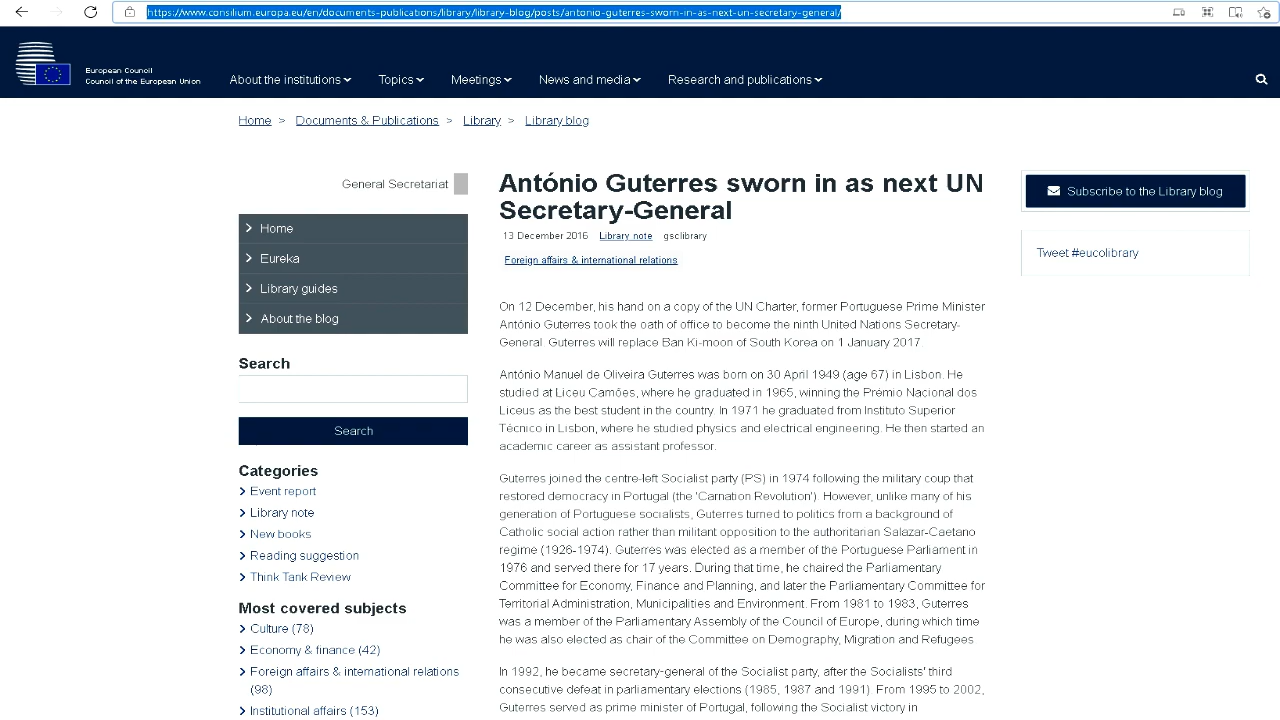 https://www.consilium.europa.eu/en/documents-publications/library/library-blog/posts/antonio-guterres-sworn-in-as-next-un-secretary-general/
European Council
Council of the European Union
About the institutions
Topics
Meetings
News and media
Research and publications
Home > Documents & Publications > Library > Library blog
General Secretariat
Home
Eureka
Library guides
About the blog
Search
Search
Categories
Event report
Library note
New books
Reading suggestion
Think Tank Review
Most covered subjects
Culture (78)
Economy & finance (42)
Foreign affairs & international relations
(98)
Institutional affairs (153)
António Guterres sworn in as next UN
Secretary-General
13 December 2016 Library note gsclibrary
Foreign affairs & international relations
On 12 December, his hand on a copy of the UN Charter, former Portuguese Prime Minister
António Guterres took the oath of office to become the ninth United Nations Secretary-
General. Guterres will replace Ban Ki-moon of South Korea on 1 January 2017
António Manuel de Oliveira Guterres was born on 30 April 1949 (age 67) in Lisbon. He
studied at Liceu Camões, where he graduated in 1965, winning the Prémio Nacional dos
Liceus as the best student in the country. In 1971 he graduated from Instituto Superior
Técnico in Lisbon, where he studied physics and electrical engineering. He then started an
academic career as assistant professor.
Guterres joined the centre-left Socialist party (PS) in 1974 following the military coup that
restored democracy in Portugal (the 'Carnation Revolution'). However, unlike many of his
generation of Portuguese socialists, Guterres turned to politics from a background of
Catholic social action rather than militant opposition to the authoritarian Salazar-Caetano
regime (1926-1974). Guterres was elected as a member of the Portuguese Parliament in
1976 and served there for 17 years. During that time, he chaired the Parliamentary
Committee for Economy, Finance and Planning, and later the Parliamentary Committee for
Territorial Administration, Municipalities and Environment. From 1981 to 1983, Guterres
was a member of the Parliamentary Assembly of the Council of Europe, during which time
he was also elected as chair of the Committee on Demography, Migration and Refugees
In 1992, he became secretary-general of the Socialist party, after the Socialists' third
consecutive defeat in parliamentary elections (1985, 1987 and 1991). From 1995 to 2002,
Guterres served as prime minister of Portugal, following the Socialist victory in
Subscribe to the Library blog
Tweet #eucolibrary